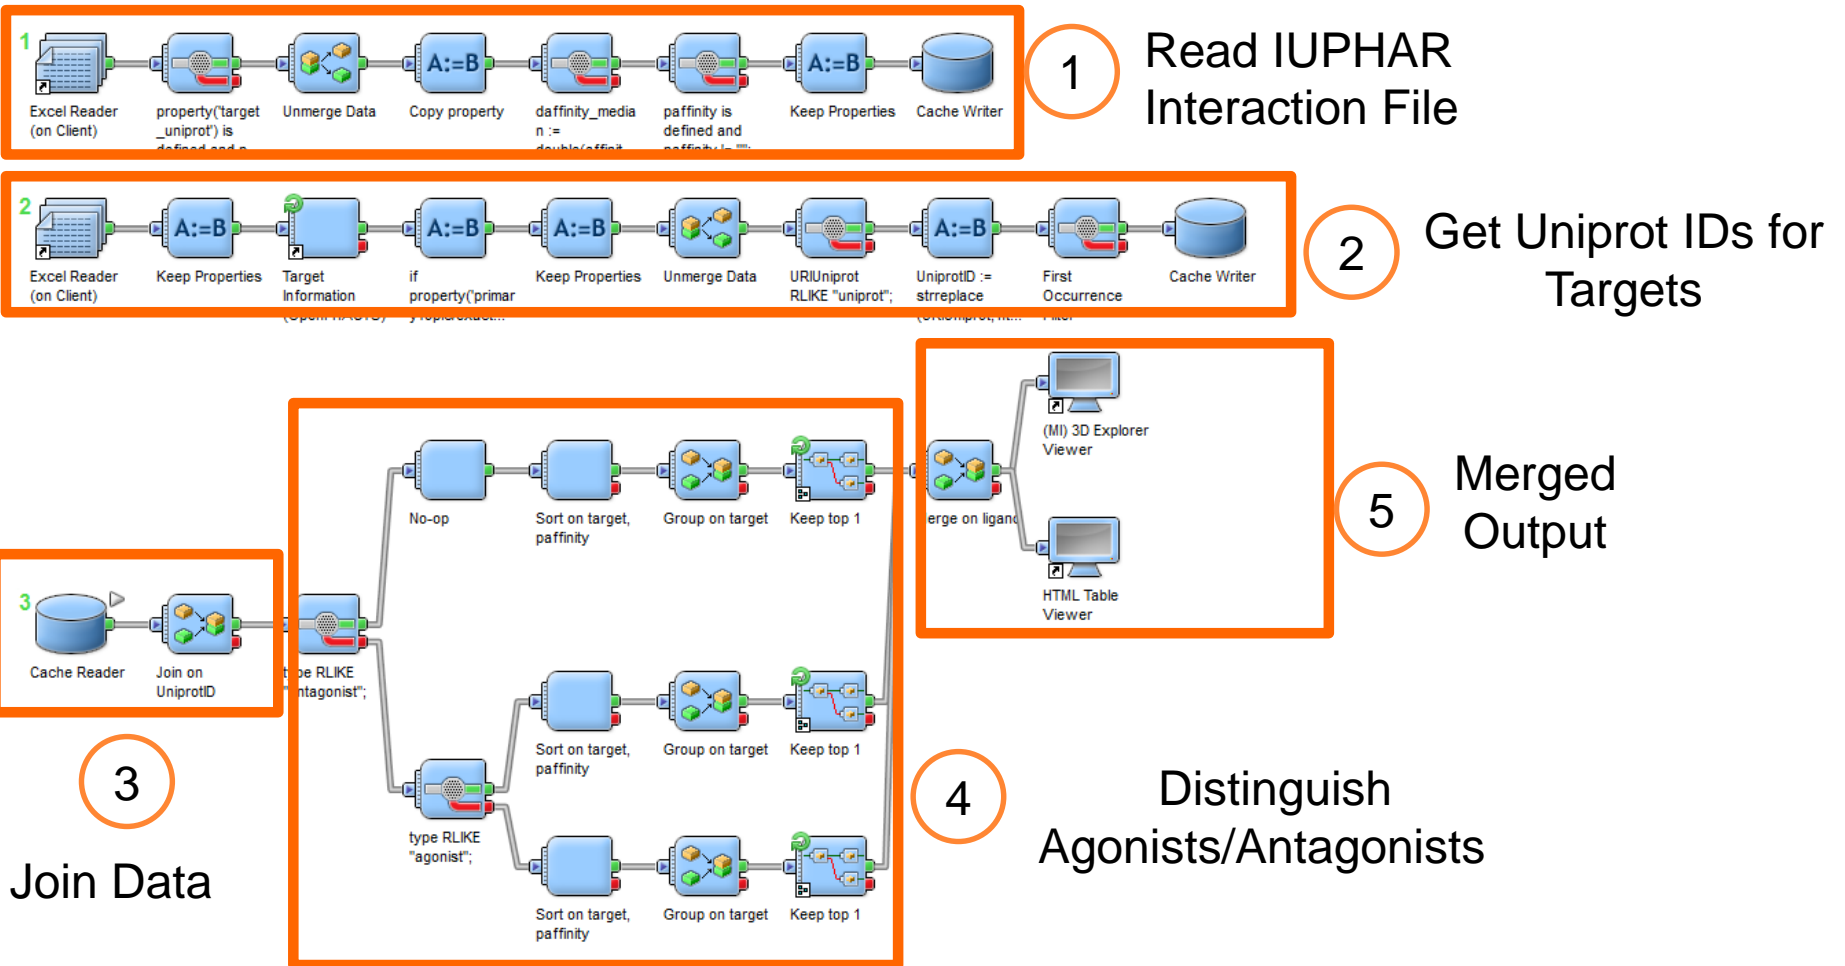 1
Excel Reader
(on Client)
property('target
_uniprot') is
defined and
Unmerge Data
A:=B
Copy property
daffinity_media
n :=
paffinity is
defined and
paffinity != "";
A:=B
Keep Properties
Cache Writer
1
Read IUPHAR
Interaction File
2
Excel Reader
(on Client)
A:=B
Keep Properties
Target
Information
A:=B
if
property('primar
A:=B
Keep Properties
Unmerge Data
URIUniprot
RLIKE "uniprot";
A:=B
UniprotID :=
strreplace
First
Occurrence
Cache Writer
2
Get Uniprot IDs for
Targets
3
Cache Reader
Join on
UniprotID
3
Join Data
RLIKE
No-op
Sort on target,
paffinity
Group on target
Keep top 1
Sort on target,
paffinity
Group on target
Keep top 1
type RLIKE
"agonist";
Sort on target,
paffinity
Group on target
Keep top 1
4
Distinguish
Agonists/Antagonists
on ligand
(MI) 3D Explorer
Viewer
HTML Table
Viewer
5
Merged
Output